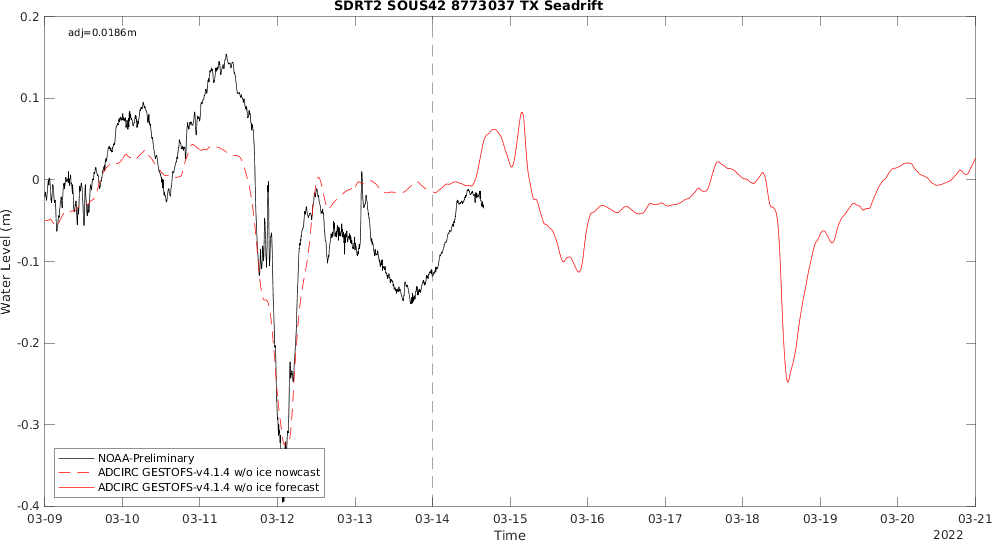 SDRT2 SOUS42 8773037 TX Seadrift
adj=0.0186m
0.2
0.1
0
-0.1
-0.2
-0.3
-0.4
Water Level (m)
NOAA-Preliminary
ADCIRC GESTOFS-v4.1.4 w/o ice nowcast
ADCIRC GESTOFS-v4.1.4 w/o ice forecast
03-09 03-10 03-11 03-12 03-13 03-14 03-15 03-16 03-17 03-18 03-19 03-20 03-21
Time
2022